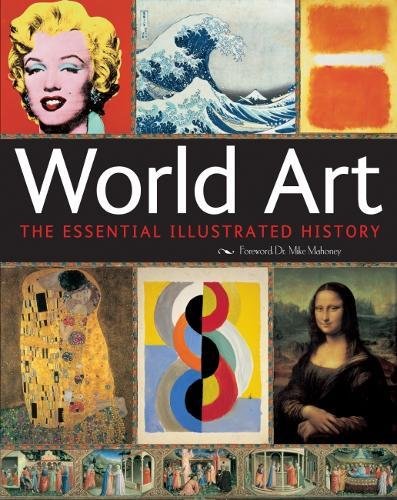 World Art
THE ESSENTIAL ILLUSTRATED HISTORY
Foreword: Dr. Mike Mahoney